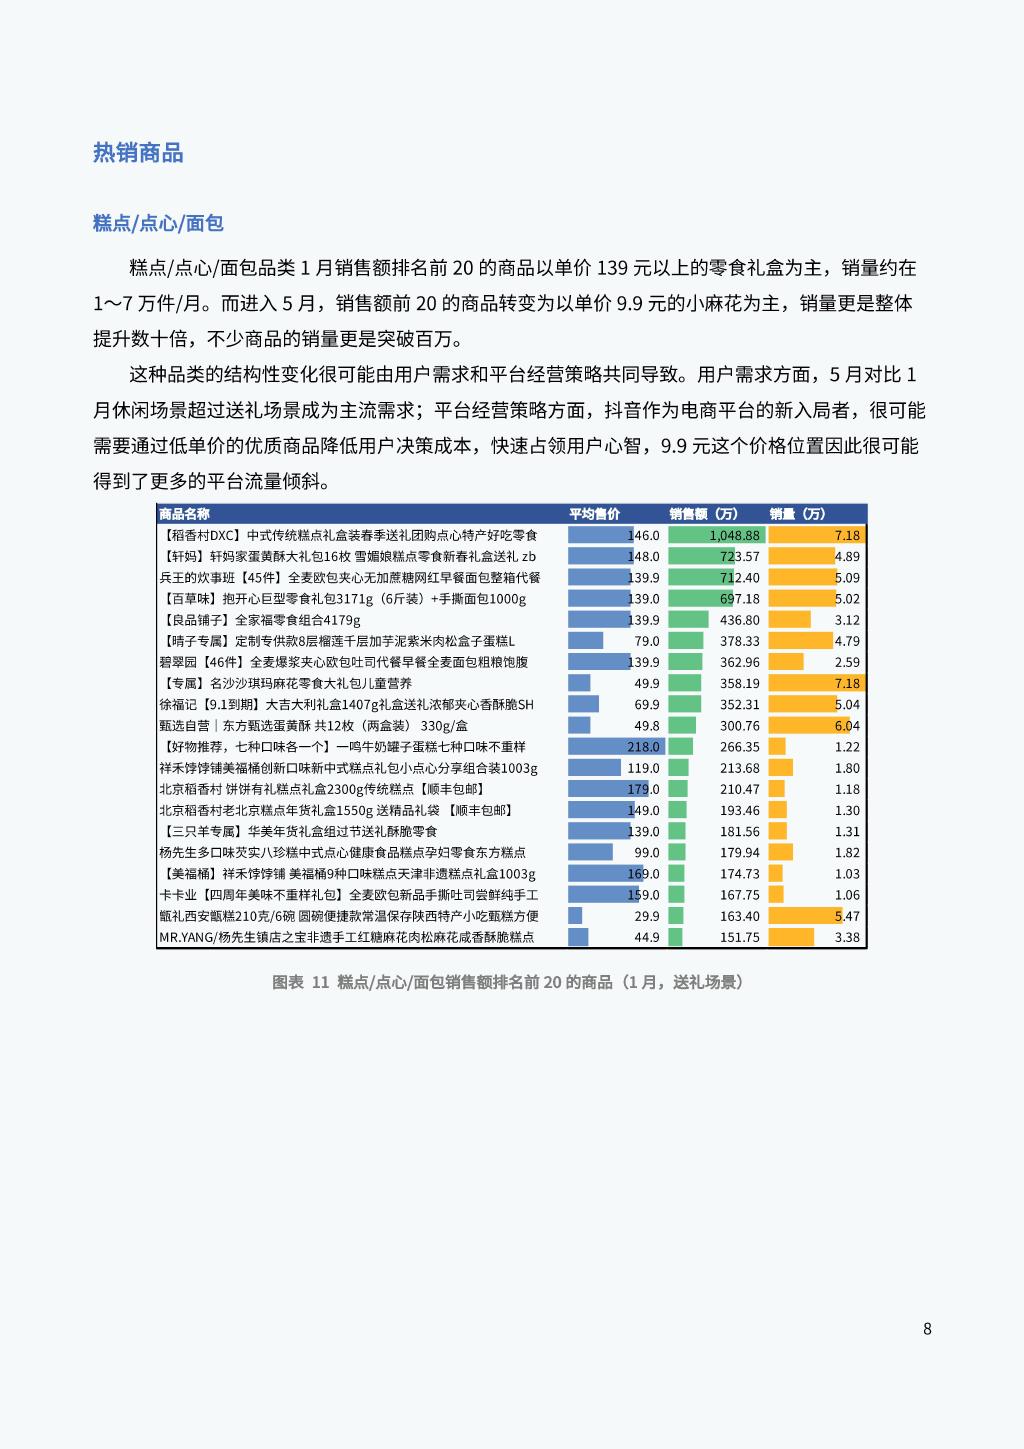 热销商品
糕点/点心/面包
糕点/点心/面包品类 1 月销售额排名前 20 的商品以单价 139 元以上的零食礼盒为主，销量约在
1～7 万件/月。而进入 5 月，销售额前 20 的商品转变为以单价 9.9 元的小麻花为主，销量更是整体
提升数十倍，不少商品的销量更是突破百万。
这种品类的结构性变化很可能由用户需求和平台经营策略共同导致。用户需求方面，5 月对比 1
月休闲场景超过送礼场景成为主流需求；平台经营策略方面，抖音作为电商平台的新入局者，很可能
需要通过低单价的优质商品降低用户决策成本，快速占领用户心智，9.9 元这个价格位置因此很可能
得到了更多的平台流量倾斜。
商品名称 平均售价 销售额（万） 销量（万）
【稻香村DXC】中式传统糕点礼盒装春季送礼团购点心特产好吃零食 146.0 1,048.88 7.18
【轩妈】轩妈家蛋黄酥大礼包16枚 雪媚娘糕点零食新春礼盒送礼 zb 148.0 723.57 4.89
兵王的炊事班【45件】全麦欧包夹心无加蔗糖网红早餐面包整箱代餐 139.9 712.40 5.09
【百草味】抱开心巨型零食礼包3171g（6斤装）+手撕面包1000g 139.0 697.18 5.02
【良品铺子】全家福零食组合4179g 139.9 436.80 3.12
【晴子专属】定制专供款8层榴莲千层加芋泥紫米肉松盒子蛋糕L 79.0 378.33 4.79
碧翠园【46件】全麦爆浆夹心欧包吐司代餐早餐全麦面包粗粮饱腹 139.9 362.96 2.59
【专属】名沙沙琪玛麻花零食大礼包儿童营养 49.9 358.19 7.18
徐福记【9.1到期】大吉大利礼盒1407g礼盒送礼浓郁夹心香酥脆SH 69.9 352.31 5.04
甄选自营｜东方甄选蛋黄酥 共12枚（两盒装） 330g/盒 49.8 300.76 6.04
【好物推荐，七种口味各一个】一鸣牛奶罐子蛋糕七种口味不重样 218.0 266.35 1.22
祥禾饽饽铺美福桶创新口味新中式糕点礼包小点心分享组合装1003g 119.0 213.68 1.80
北京稻香村 饼饼有礼糕点礼盒2300g传统糕点【顺丰包邮】 179.0 210.47 1.18
北京稻香村老北京糕点年货礼盒1550g 送精品礼袋 【顺丰包邮】 149.0 193.46 1.30
【三只羊专属】华美年货礼盒组过节送礼酥脆零食 139.0 181.56 1.31
杨先生多口味芡实八珍糕中式点心健康食品糕点孕妇零食东方糕点 99.0 179.94 1.82
【美福桶】祥禾饽饽铺 美福桶9种口味糕点天津非遗糕点礼盒1003g 169.0 174.73 1.03
卡卡业【四周年美味不重样礼包】全麦欧包新品手撕吐司尝鲜纯手工 159.0 167.75 1.06
甑礼西安甑糕210克/6碗 圆碗便捷款常温保存陕西特产小吃甄糕方便 29.9 163.40 5.47
MR.YANG/杨先生镇店之宝非遗手工红糖麻花肉松麻花咸香酥脆糕点 44.9 151.75 3.38
图表 11 糕点/点心/面包销售额排名前 20 的商品（1 月，送礼场景）
8